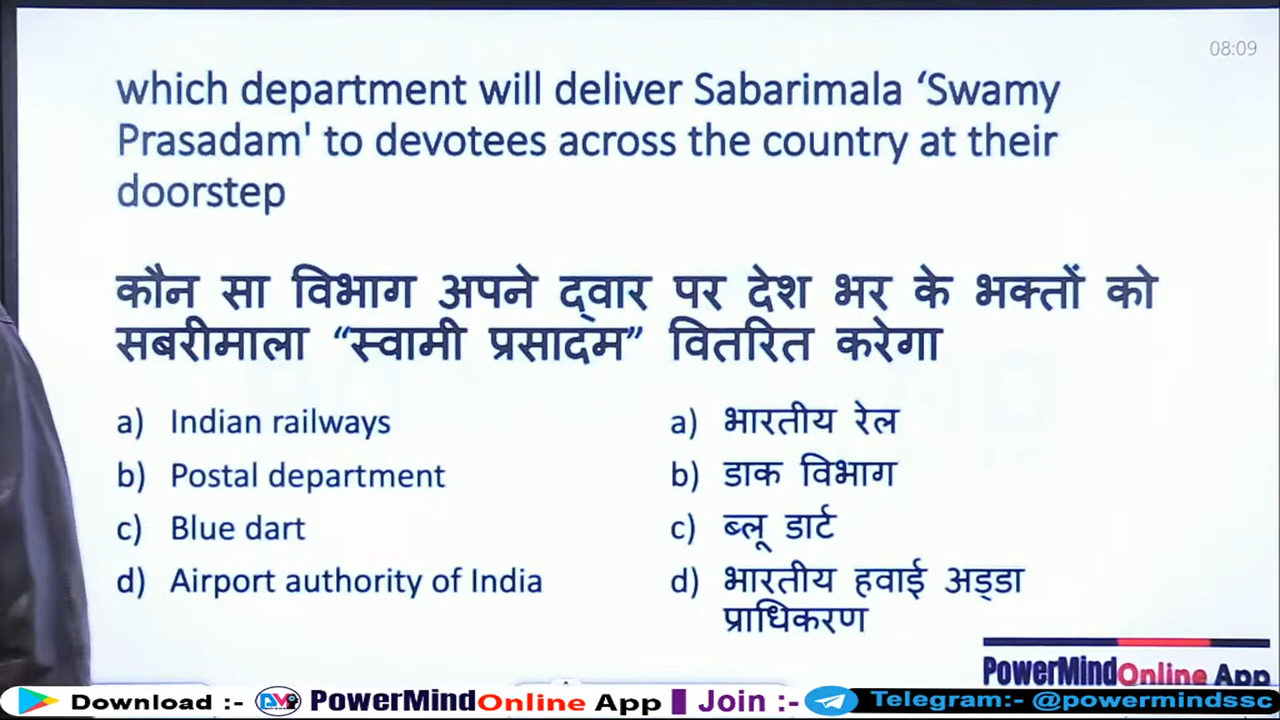 08:09
which department will deliver Sabarimala ‘Swamy
Prasadam' to devotees across the country at their
doorstep
कौन सा विभाग अपने द्वार पर देश भर के भक्तों को
सबरीमाला “स्वामी प्रसादम” वितरित करेगा
a) Indian railways
b) Postal department
c) Blue dart
d) Airport authority of India
a) भारतीय रेल
b) डाक विभाग
c) ब्लू डार्ट
d) भारतीय हवाई अड्डा
प्राधिकरण
PowerMindOnline App
Download :- PowerMindOnline App Join :- Telegram:- @powermindssc